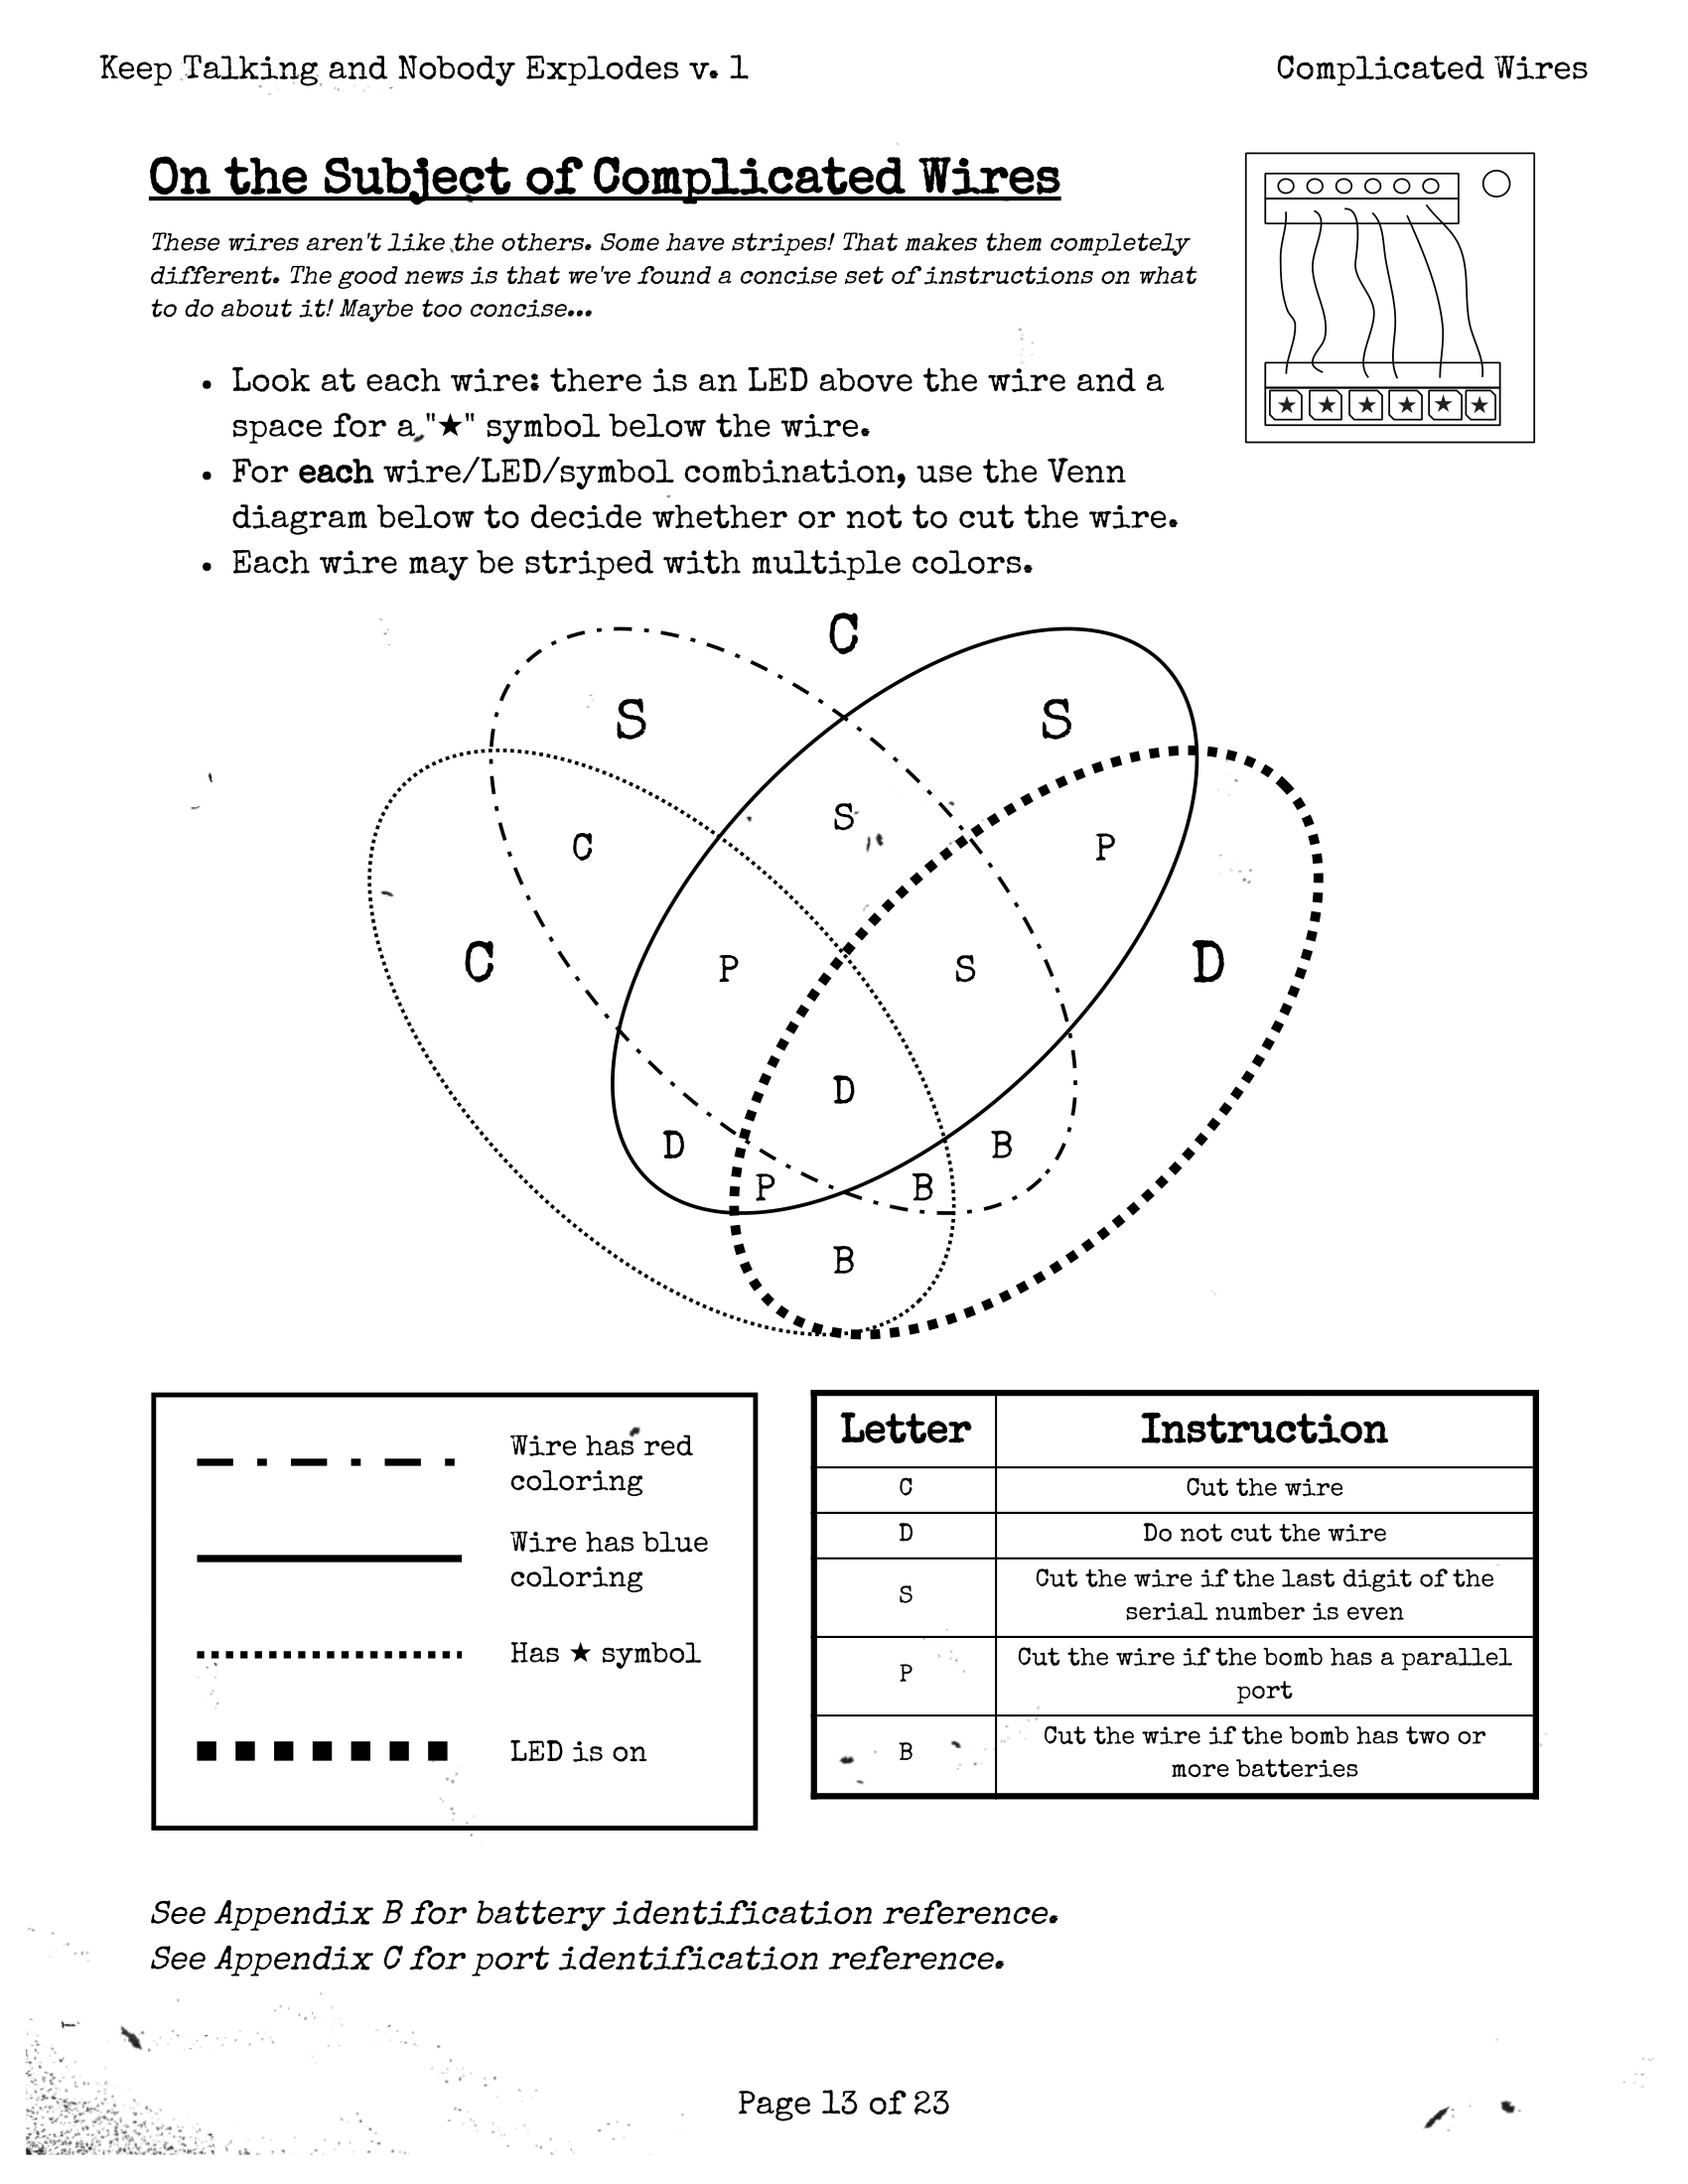 Keep Talking and Nobody Explodes v. 1
Complicated Wires
On the Subject of Complicated Wires
These wires aren't like the others. Some have stripes! That makes them completely
different. The good news is that we've found a concise set of instructions on what
to do about it! Maybe too concise...
• Look at each wire: there is an LED above the wire and a
space for a "★" symbol below the wire.
• For each wire/LED/symbol combination, use the Venn
diagram below to decide whether or not to cut the wire.
• Each wire may be striped with multiple colors.
C
S
S
S
C
P
C
P
S
D
D
D
B
P
B
B
Wire has red
coloring
Wire has blue
coloring
Has ★ symbol
LED is on
Letter Instruction
C Cut the wire
D Do not cut the wire
S Cut the wire if the last digit of the
serial number is even
P Cut the wire if the bomb has a parallel
port
B Cut the wire if the bomb has two or
more batteries
See Appendix B for battery identification reference.
See Appendix C for port identification reference.
Page 13 of 23